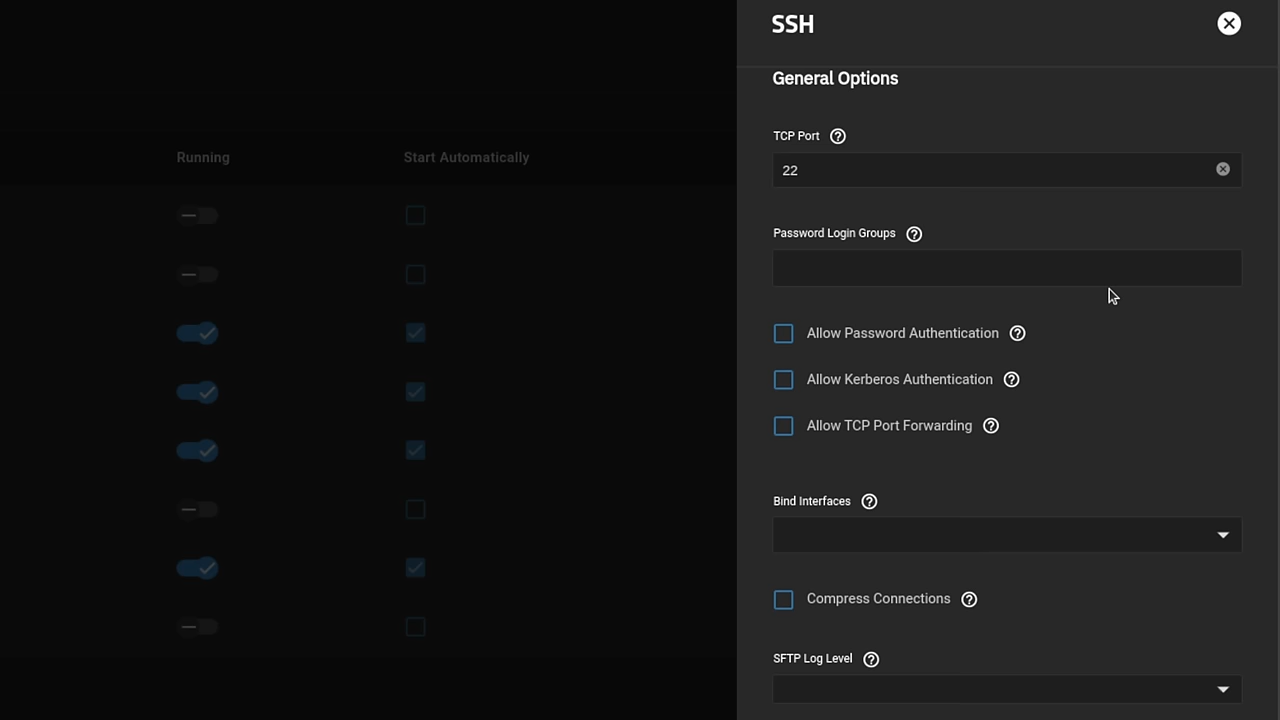 SSH
General Options
TCP Port
22
Running
Start Automatically
Password Login Groups
Allow Password Authentication
Allow Kerberos Authentication
Allow TCP Port Forwarding
Bind Interfaces
Compress Connections
SFTP Log Level